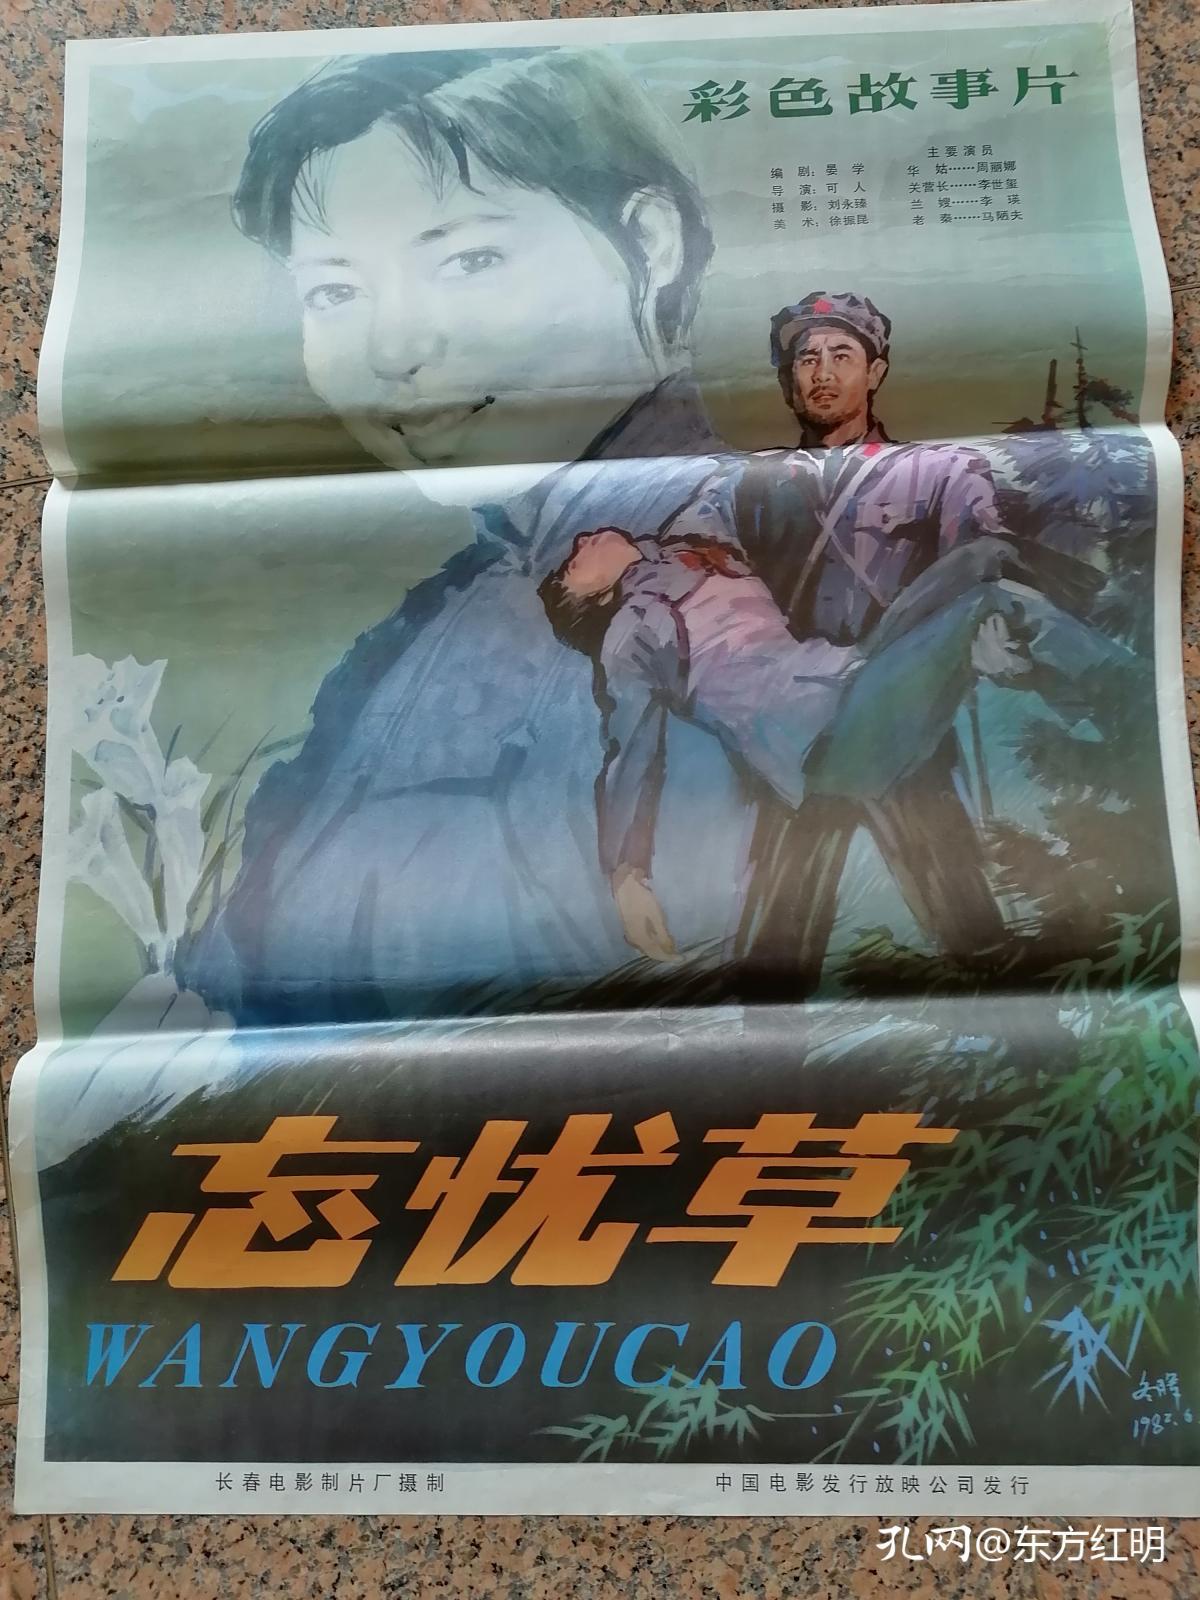 彩色故事片
主要演员
编 剧：晏 学 华 姑……周丽娜
导 演：可 人 关营长……李世玺
摄 影：刘永臻 兰 嫂……李 瑛
美 术：徐振昆 老 秦……马陋夫
忘忧草
WANGYOUCAO
1982.6
长春电影制片厂摄制
中国电影发行放映公司发行
孔网@东方红明